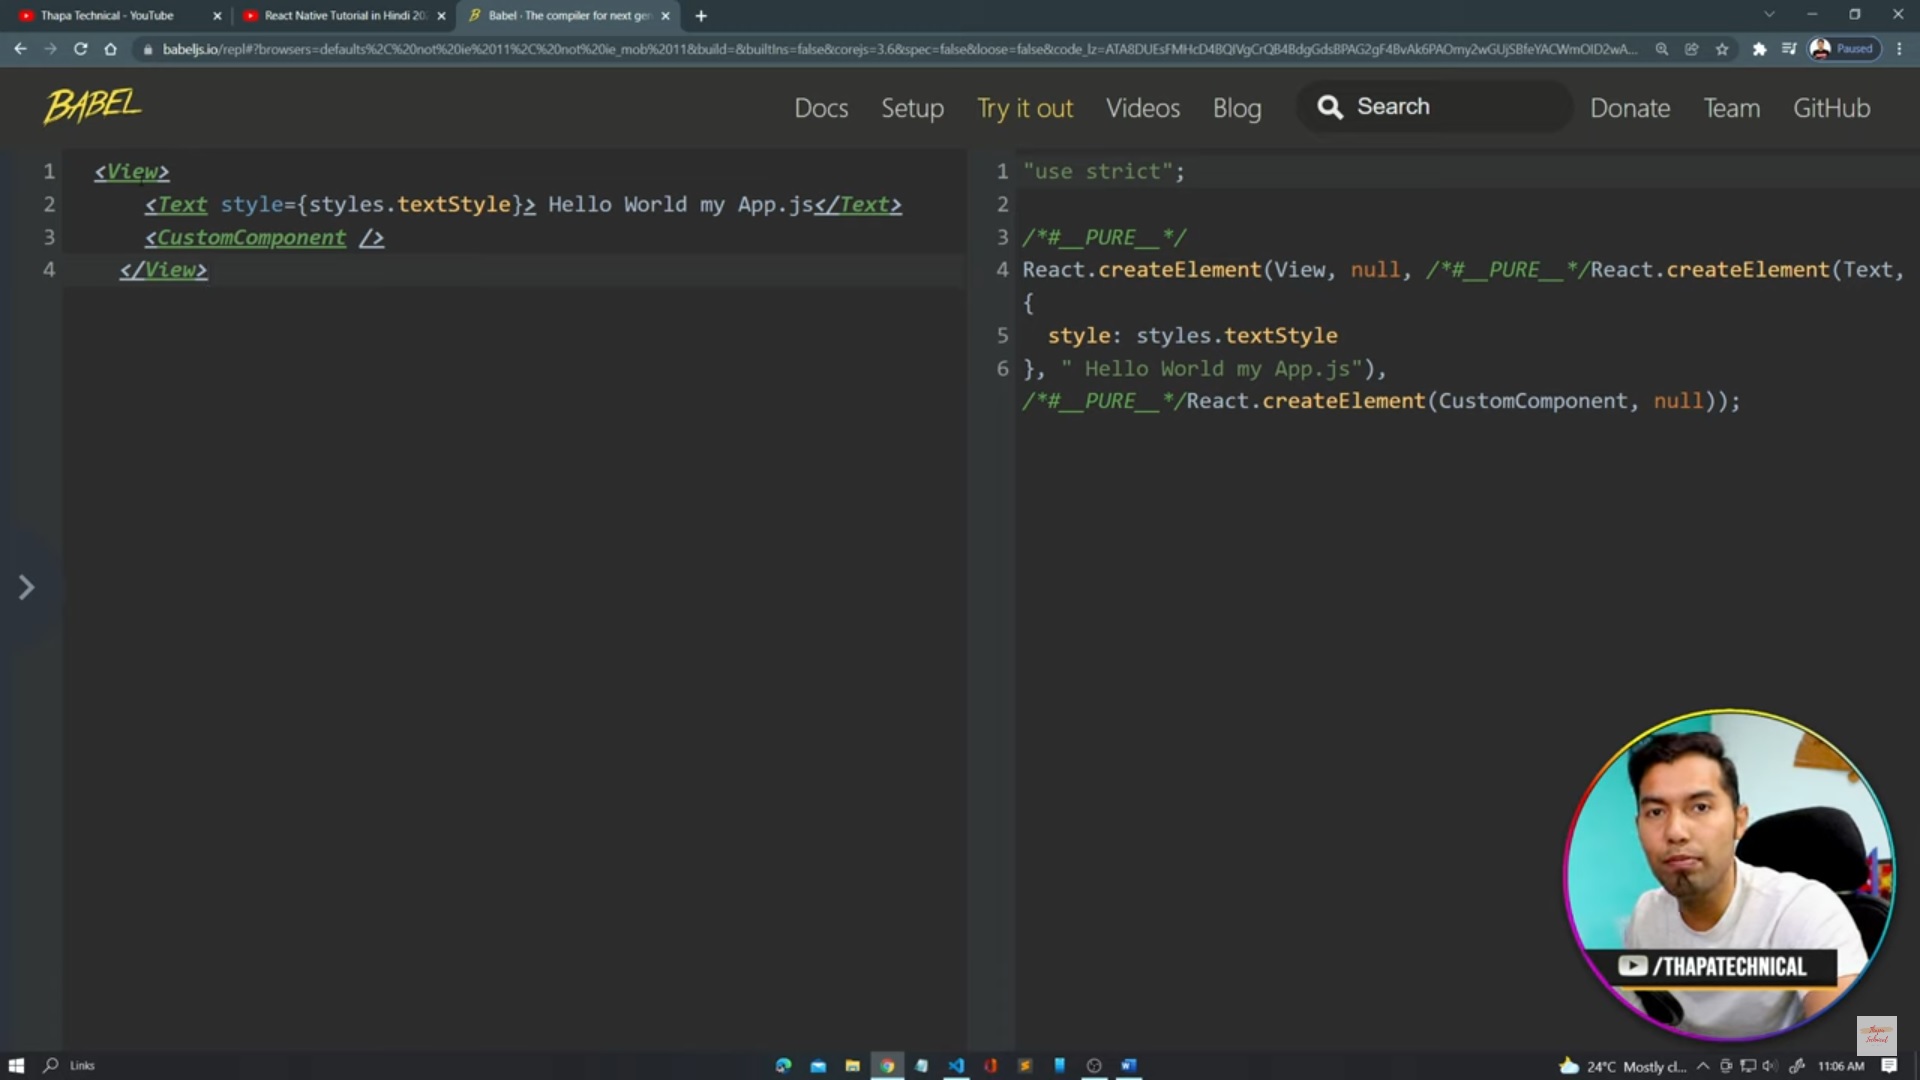 Thapa Technical - YouTube
React Native Tutorial in Hindi 202
Babel · The compiler for next gen
babeljs.io/repl#?browsers=defaults%2C%20not%20ie%2011%2C%20not%20ie_mob%2011&build=&builtIns=false&corejs=3.6&spec=false&loose=false&code_lz=
Paused
BABEL
Docs Setup Try it out Videos Blog Search Donate Team GitHub
1 <View>
2 <Text style={styles.textStyle}> Hello World my App.js</Text>
3 <CustomComponent />
4 </View>
1 "use strict";
2
3 /*#__PURE__*/
4 React.createElement(View, null, /*#__PURE__*/React.createElement(Text,
{
5 style: styles.textStyle
6 }, " Hello World my App.js"),
/*#__PURE__*/React.createElement(CustomComponent, null));
/THAPATECHNICAL
Thapa
Technical
Links
24°C Mostly cl...
11:06 AM